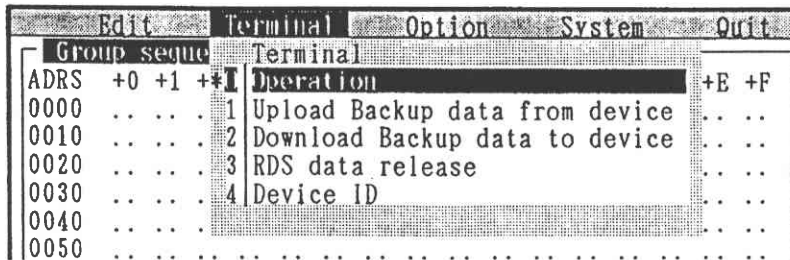 Edit Terminal Option System Quit
Group seque Terminal
ADRS +0 +1 +*I Operation +E +F
0000 .. .. . 1 Upload Backup data from device .. ..
0010 .. .. . 2 Download Backup data to device .. ..
0020 .. .. . 3 RDS data release .. ..
0030 .. .. . 4 Device ID .. ..
0040 .. .. . .. ..
0050 .. .. .. .. .. .. .. .. .. .. .. .. .. .. .. ..